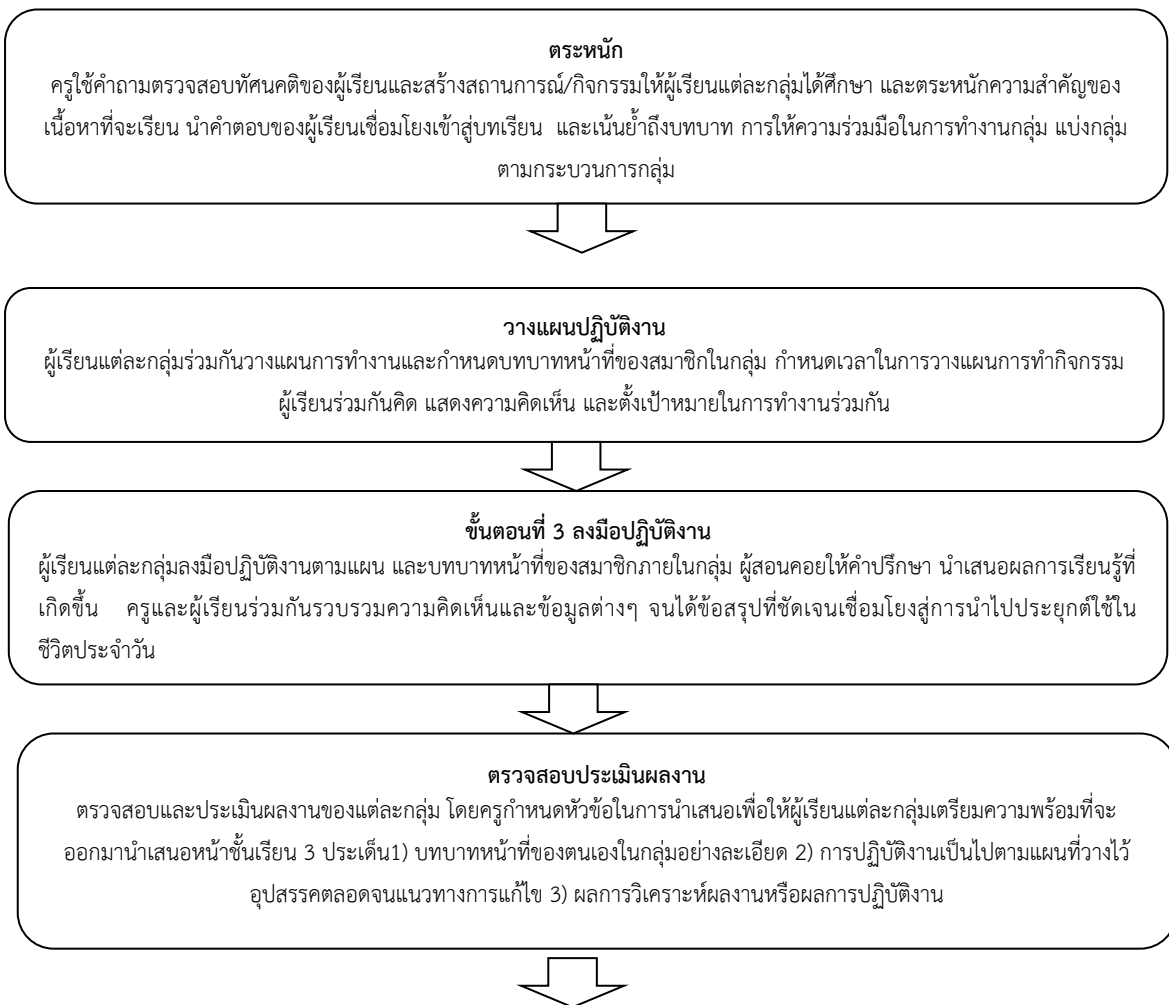 ตระหนัก
ครูใช้คำถามตรวจสอบทัศนคติของผู้เรียนและสร้างสถานการณ์/กิจกรรมให้ผู้เรียนแต่ละกลุ่มได้ศึกษา และตระหนักความสำคัญของ
เนื้อหาที่จะเรียน นำคำตอบของผู้เรียนเชื่อมโยงเข้าสู่บทเรียน และเน้นย้ำถึงบทบาท การให้ความร่วมมือในการทำงานกลุ่ม แบ่งกลุ่ม
ตามกระบวนการกลุ่ม
วางแผนปฏิบัติงาน
ผู้เรียนแต่ละกลุ่มร่วมกันวางแผนการทำงานและกำหนดบทบาทหน้าที่ของสมาชิกในกลุ่ม กำหนดเวลาในการวางแผนการทำกิจกรรม
ผู้เรียนร่วมกันคิด แสดงความคิดเห็น และตั้งเป้าหมายในการทำงานร่วมกัน
ขั้นตอนที่ 3 ลงมือปฏิบัติงาน
ผู้เรียนแต่ละกลุ่มลงมือปฏิบัติงานตามแผน และบทบาทหน้าที่ของสมาชิกภายในกลุ่ม ผู้สอนคอยให้คำปรึกษา นำเสนอผลการเรียนรู้ที่
เกิดขึ้น ครูและผู้เรียนร่วมกันรวบรวมความคิดเห็นและข้อมูลต่างๆ จนได้ข้อสรุปที่ชัดเจนเชื่อมโยงสู่การนำไปประยุกต์ใช้ใน
ชีวิตประจำวัน
ตรวจสอบประเมินผลงาน
ตรวจสอบและประเมินผลงานของแต่ละกลุ่ม โดยครูกำหนดหัวข้อในการนำเสนอเพื่อให้ผู้เรียนแต่ละกลุ่มเตรียมความพร้อมที่จะ
ออกมานำเสนอหน้าชั้นเรียน 3 ประเด็น1) บทบาทหน้าที่ของตนเองในกลุ่มอย่างละเอียด 2) การปฏิบัติงานเป็นไปตามแผนที่วางไว้
อุปสรรคตลอดจนแนวทางการแก้ไข 3) ผลการวิเคราะห์ผลงานหรือผลการปฏิบัติงาน